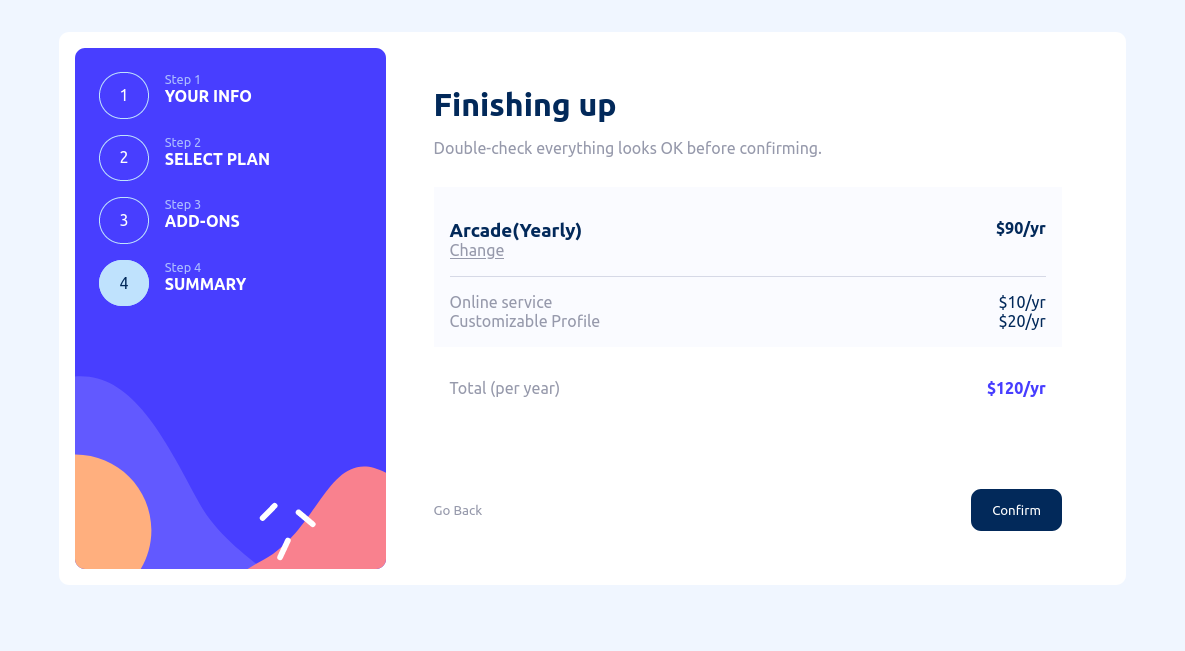 1
Step 1
YOUR INFO
2
Step 2
SELECT PLAN
3
Step 3
ADD-ONS
4
Step 4
SUMMARY
Finishing up
Double-check everything looks OK before confirming.
Arcade(Yearly) $90/yr
Change
Online service $10/yr
Customizable Profile $20/yr
Total (per year) $120/yr
Go Back Confirm